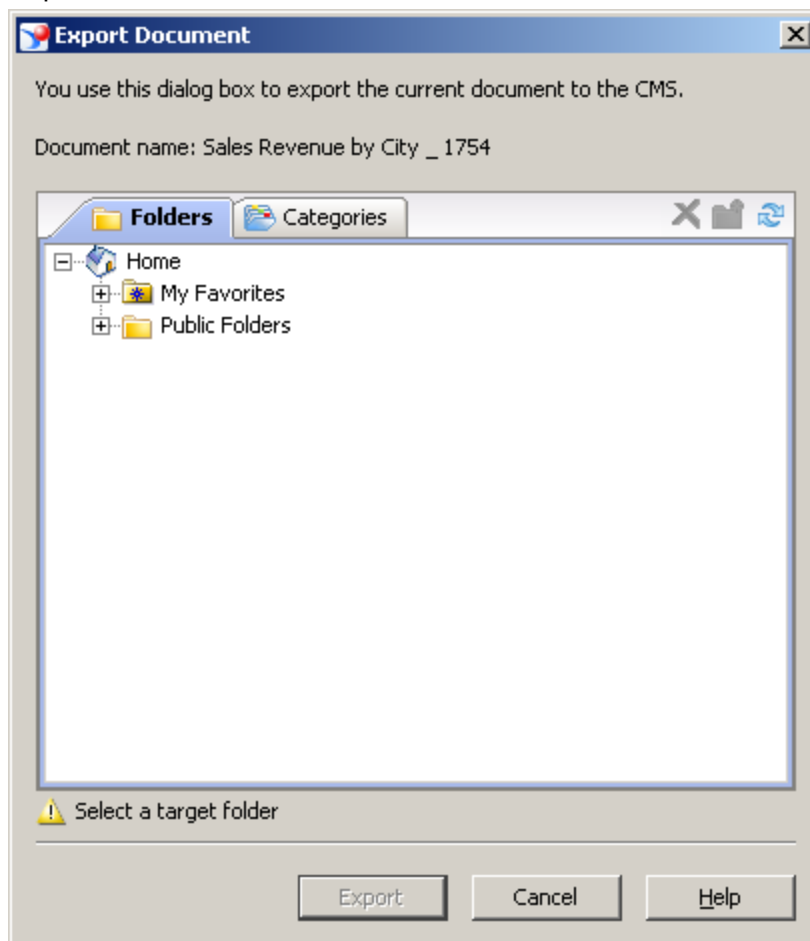 Export Document
You use this dialog box to export the current document to the CMS.
Document name: Sales Revenue by City _ 1754
Folders Categories
Home
My Favorites
Public Folders
Select a target folder
Export Cancel Help